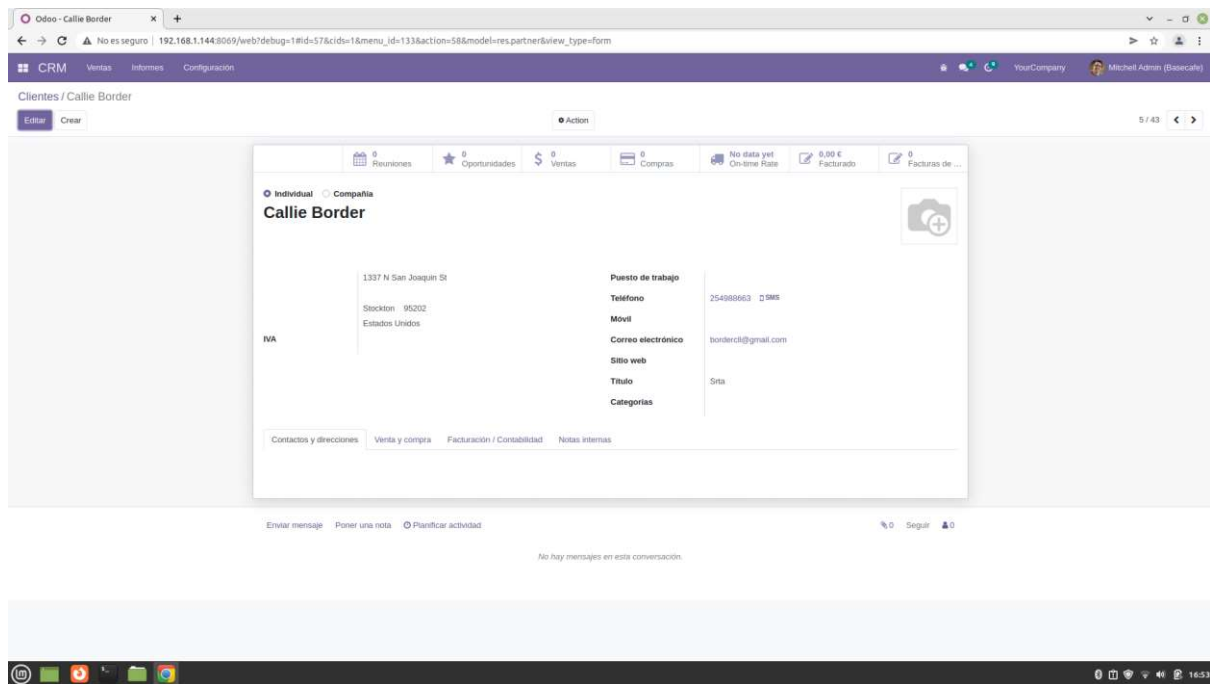 Odoo - Callie Border
No es seguro | 192.168.1.144:8069/web?debug=1#id=57&cids=1&menu_id=133&action=58&model=res.partner&view_type=form
CRM Ventas Informes Configuración 4 YourCompany Mitchell Admin (Basecafe)
Clientes / Callie Border
Editar Crear Action 5 / 43
0 Reuniones
0 Oportunidades
0 Ventas
0 Compras
No data yet On-time Rate
0,00 € Facturado
0 Facturas de ...
Individual Compañía
Callie Border
1337 N San Joaquin St
Stockton 95202
Estados Unidos
IVA
Puesto de trabajo
Teléfono 254988663 SMS
Móvil
Correo electrónico bordercll@gmail.com
Sitio web
Título Srta
Categorías
Contactos y direcciones Venta y compra Facturación / Contabilidad Notas internas
Enviar mensaje Poner una nota Planificar actividad 0 Seguir 0
No hay mensajes en esta conversación.
16:53